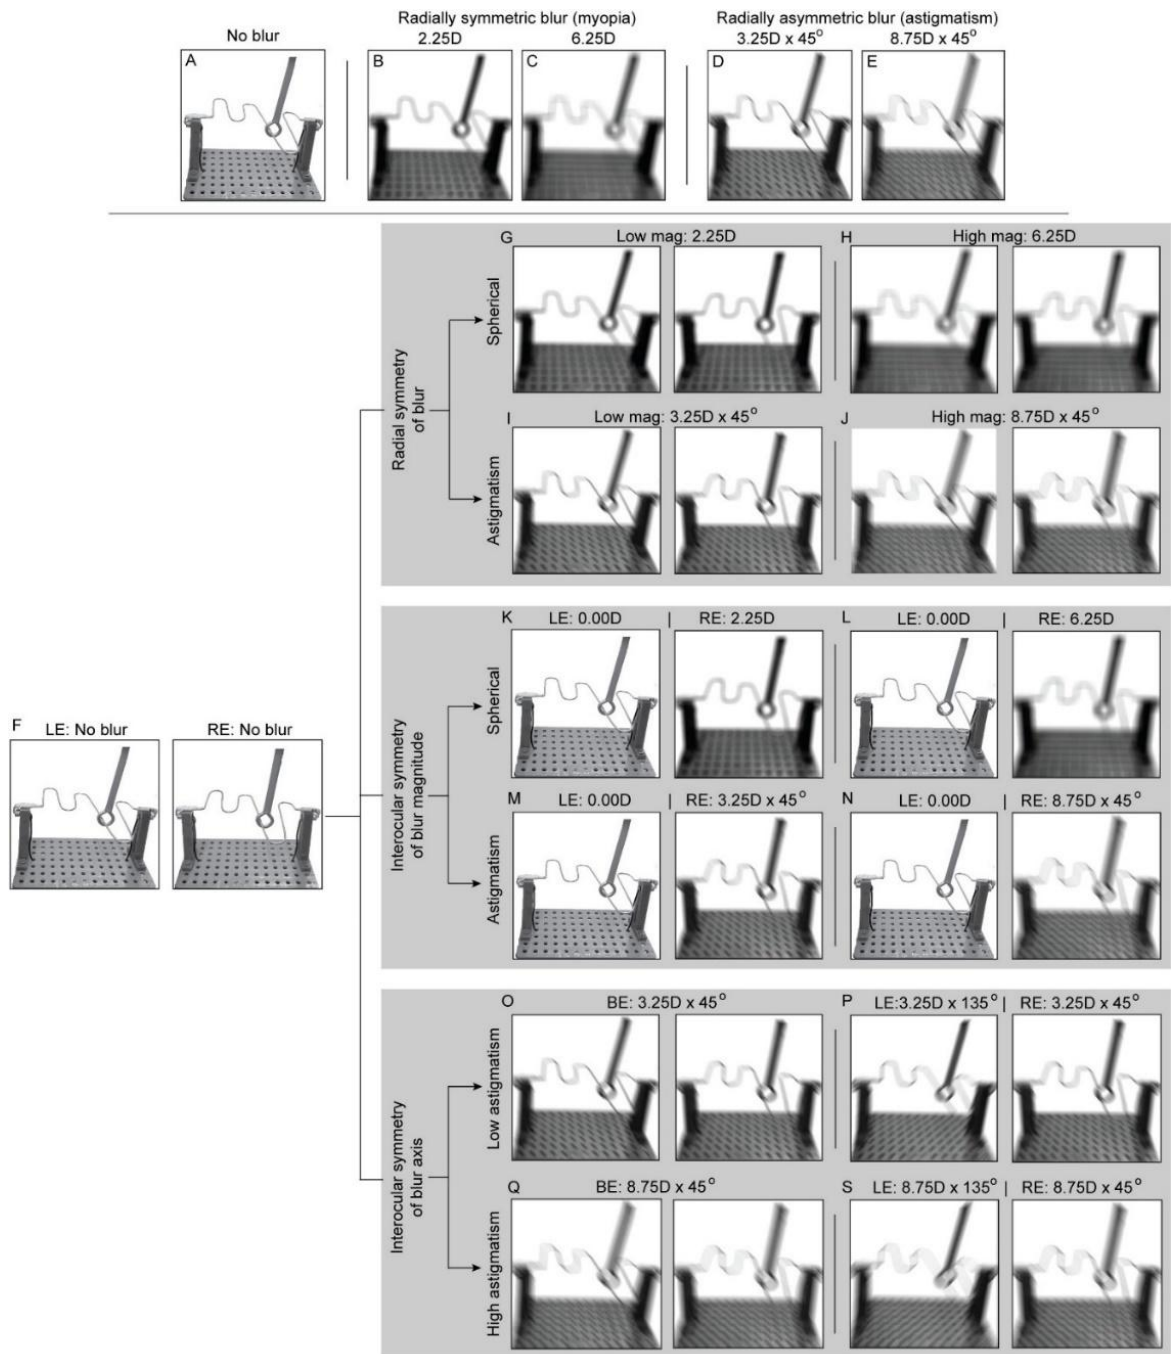 Radially symmetric blur (myopia)
Radially asymmetric blur (astigmatism)
No blur
2.25D
6.25D
3.25D x 45°
8.75D x 45°
A
B
C
D
E
G
Low mag: 2.25D
H
High mag: 6.25D
Spherical
Radial symmetry
of blur
I
Low mag: 3.25D x 45°
J
High mag: 8.75D x 45°
Astigmatism
K
LE: 0.00D | RE: 2.25D
L
LE: 0.00D | RE: 6.25D
Spherical
F
LE: No blur
RE: No blur
Interocular symmetry
of blur magnitude
M
LE: 0.00D | RE: 3.25D x 45°
N
LE: 0.00D | RE: 8.75D x 45°
Astigmatism
O
BE: 3.25D x 45°
P
LE:3.25D x 135° | RE: 3.25D x 45°
Low astigmatism
Interocular symmetry
of blur axis
Q
BE: 8.75D x 45°
S
LE: 8.75D x 135° | RE: 8.75D x 45°
High astigmatism